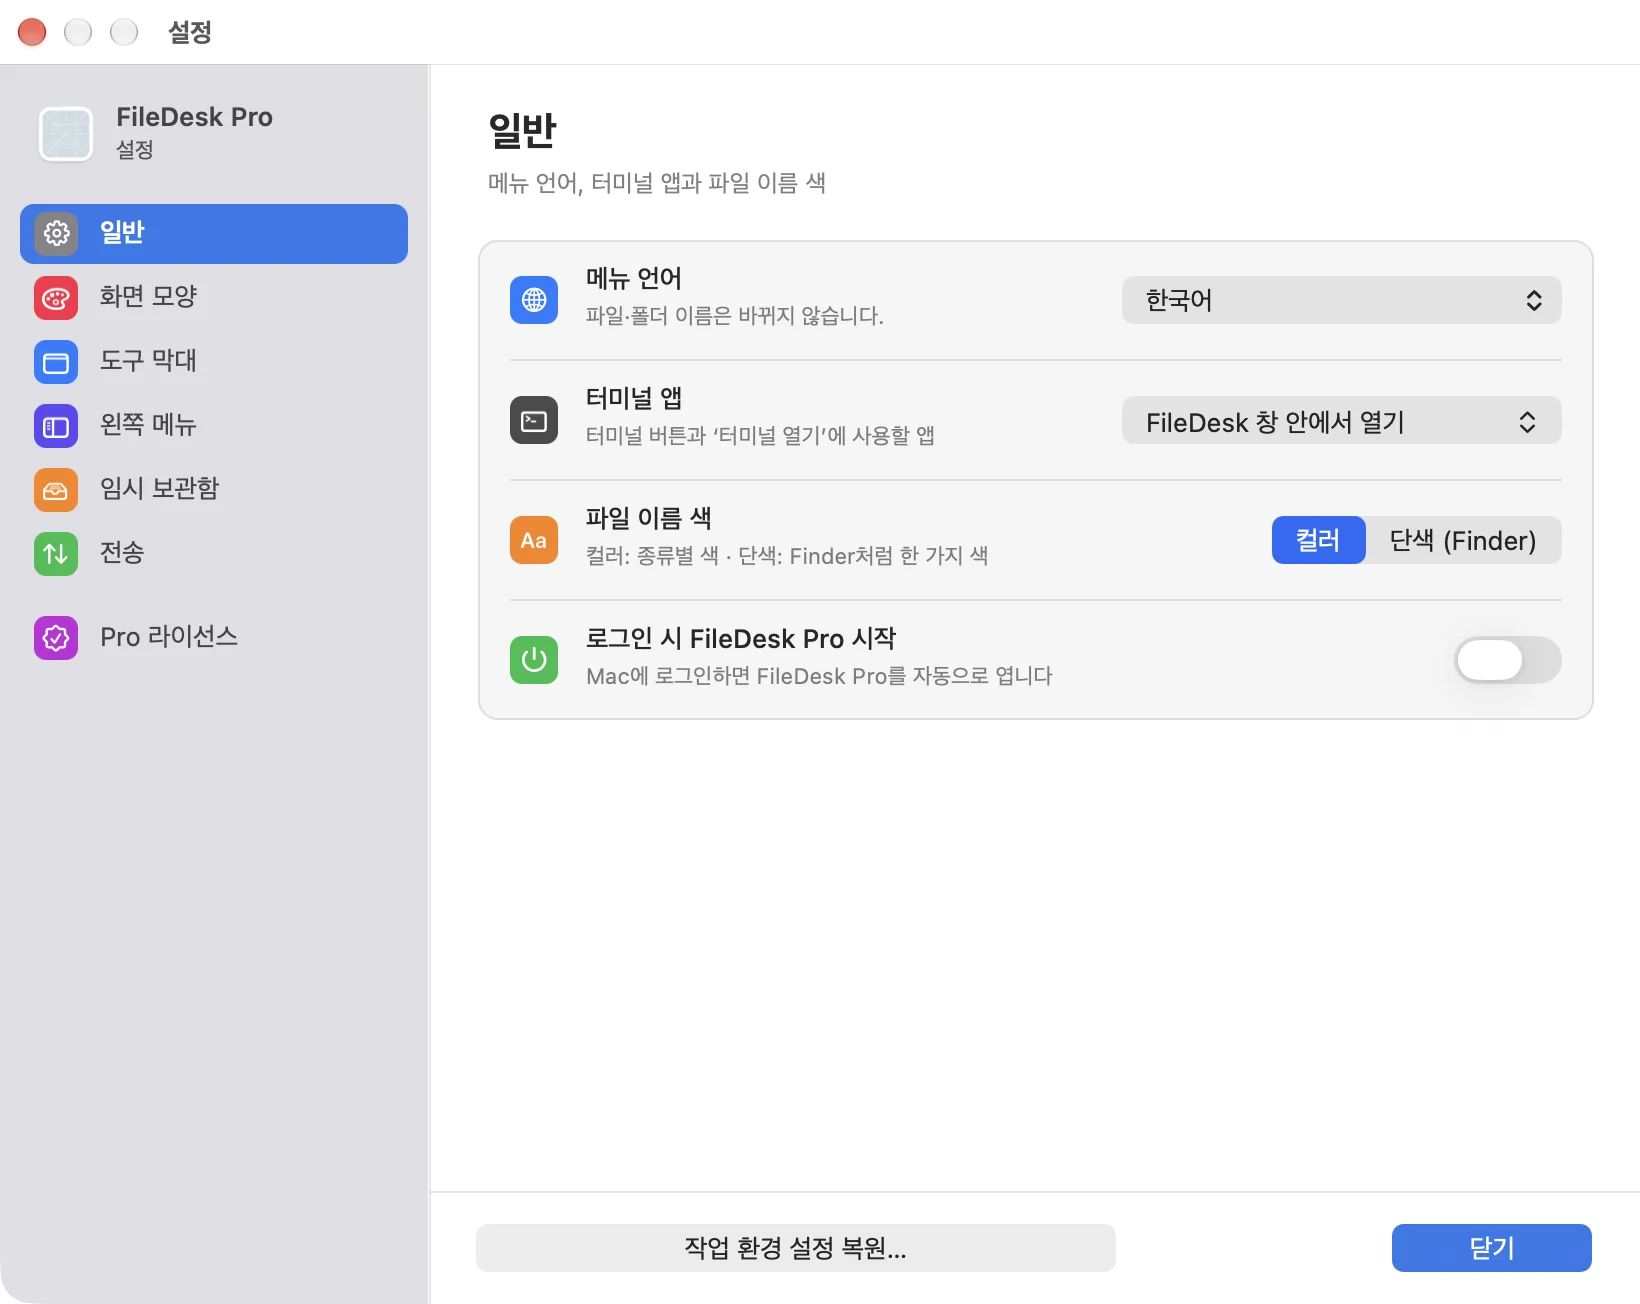 설정
FileDesk Pro
설정
일반
화면 모양
도구 막대
왼쪽 메뉴
임시 보관함
전송
Pro 라이선스
일반
메뉴 언어, 터미널 앱과 파일 이름 색
메뉴 언어
파일·폴더 이름은 바뀌지 않습니다.
한국어
터미널 앱
터미널 버튼과 ‘터미널 열기’에 사용할 앱
FileDesk 창 안에서 열기
Aa
파일 이름 색
컬러: 종류별 색 · 단색: Finder처럼 한 가지 색
컬러
단색 (Finder)
로그인 시 FileDesk Pro 시작
Mac에 로그인하면 FileDesk Pro를 자동으로 엽니다
작업 환경 설정 복원...
닫기